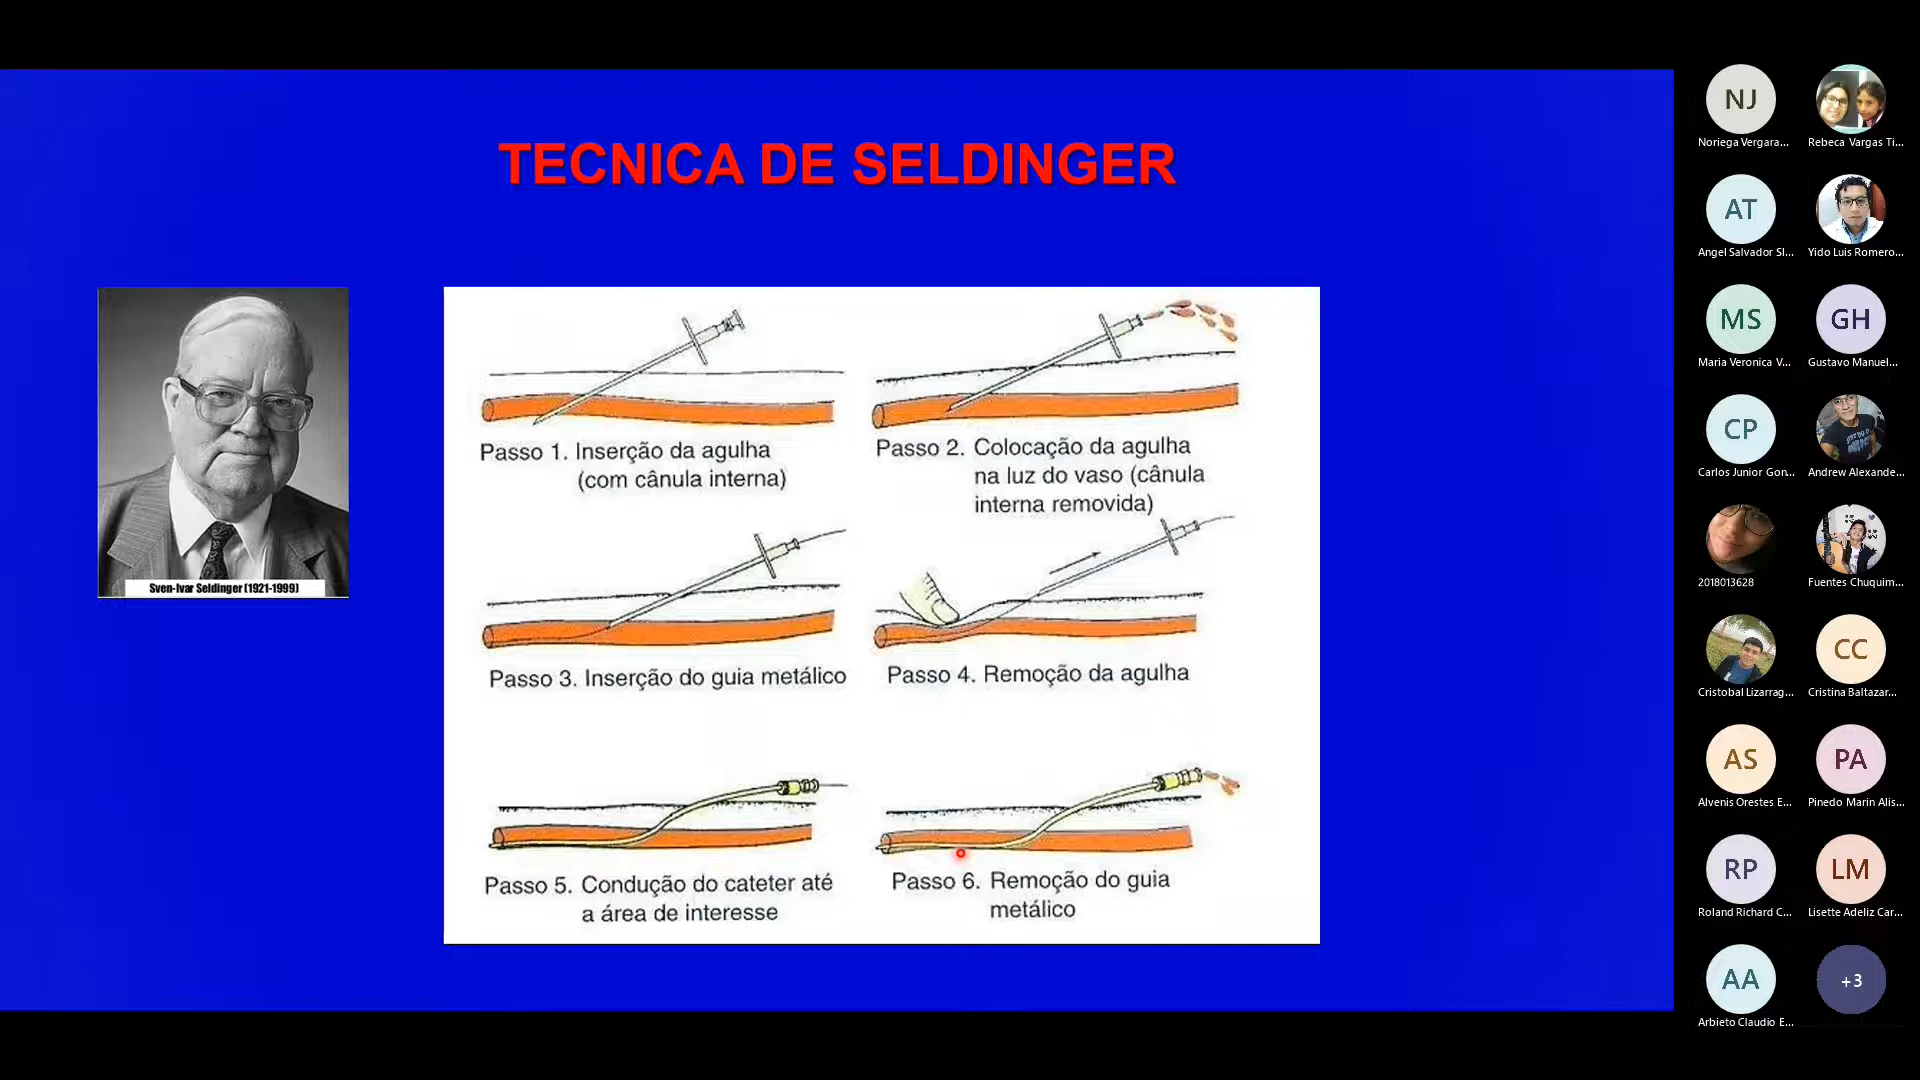 TECNICA DE SELDINGER
Sven-Ivar Seldinger (1921-1999)
Passo 1. Inserção da agulha
(com cânula interna)
Passo 2. Colocação da agulha
na luz do vaso (cânula
interna removida)
Passo 3. Inserção do guia metálico
Passo 4. Remoção da agulha
Passo 5. Condução do cateter até
a área de interesse
Passo 6. Remoção do guia
metálico
NJ
Noriega Vergara...
Rebeca Vargas Ti...
AT
Angel Salvador Sl...
Yido Luis Romero...
MS
Maria Veronica V...
GH
Gustavo Manuel...
CP
Carlos Junior Gon...
Andrew Alexande...
2018013628
Fuentes Chuquim...
Cristobal Lizarrag...
CC
Cristina Baltazar...
AS
Alvenis Orestes E...
PA
Pinedo Marin Alis...
RP
Roland Richard C...
LM
Lisette Adeliz Car...
AA
Arbieto Claudio E...
+3